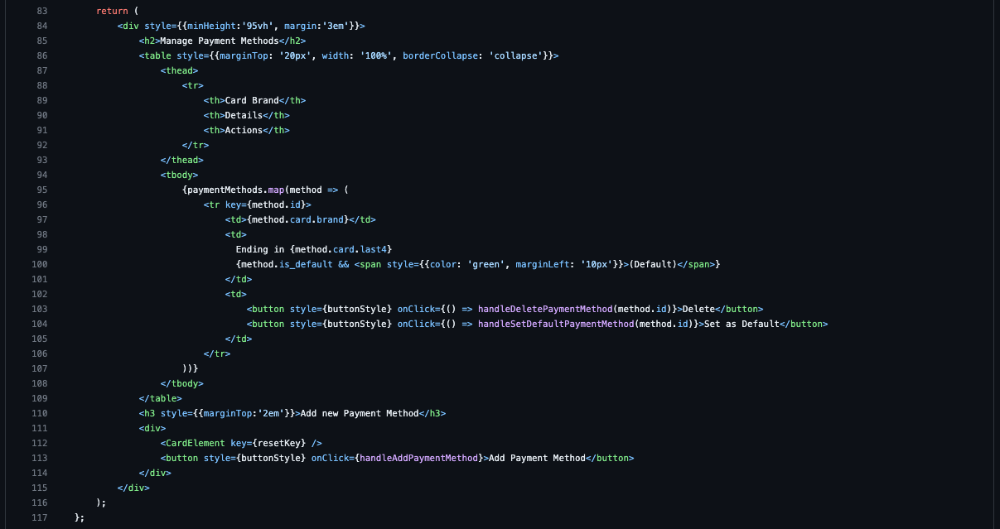 83 return (
84 <div style={{minHeight:'95vh', margin:'3em'}}>
85 <h2>Manage Payment Methods</h2>
86 <table style={{marginTop: '20px', width: '100%', borderCollapse: 'collapse'}}>
87 <thead>
88 <tr>
89 <th>Card Brand</th>
90 <th>Details</th>
91 <th>Actions</th>
92 </tr>
93 </thead>
94 <tbody>
95 {paymentMethods.map(method => (
96 <tr key={method.id}>
97 <td>{method.card.brand}</td>
98 <td>
99 Ending in {method.card.last4}
100 {method.is_default && <span style={{color: 'green', marginLeft: '10px'}}>(Default)</span>}
101 </td>
102 <td>
103 <button style={buttonStyle} onClick={() => handleDeletePaymentMethod(method.id)}>Delete</button>
104 <button style={buttonStyle} onClick={() => handleSetDefaultPaymentMethod(method.id)}>Set as Default</button>
105 </td>
106 </tr>
107 ))}
108 </tbody>
109 </table>
110 <h3 style={{marginTop:'2em'}}>Add new Payment Method</h3>
111 <div>
112 <CardElement key={resetKey} />
113 <button style={buttonStyle} onClick={handleAddPaymentMethod}>Add Payment Method</button>
114 </div>
115 </div>
116 );
117 };